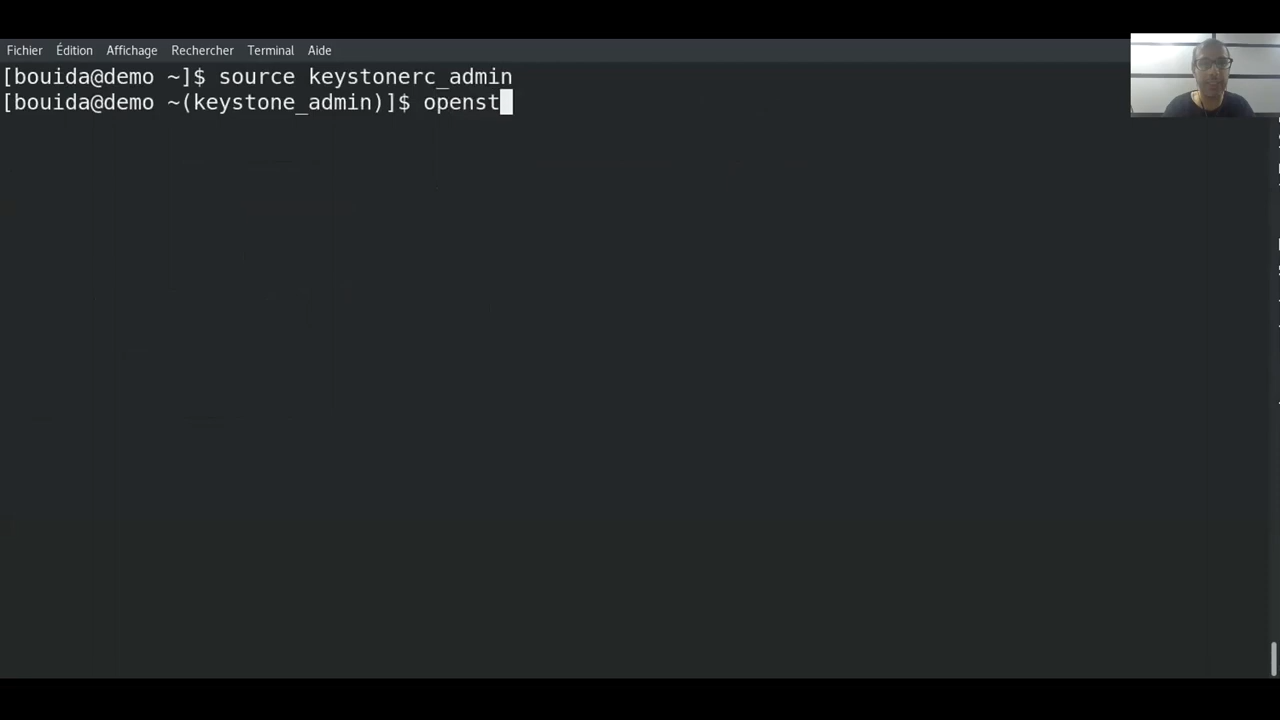 Fichier Édition Affichage Rechercher Terminal Aide
[bouida@demo ~]$ source keystonerc_admin
[bouida@demo ~(keystone_admin)]$ openst